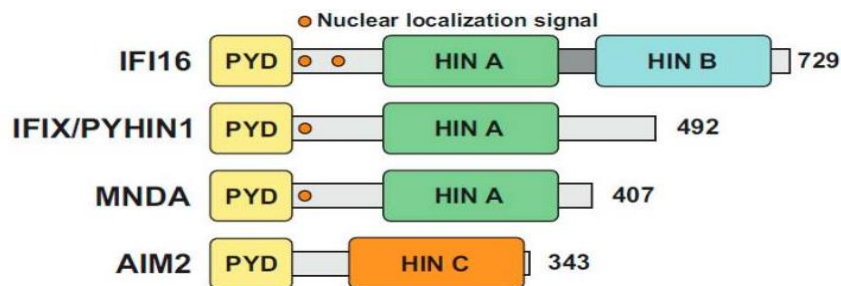 Nuclear localization signal
IFI16 PYD HIN A HIN B 729
IFIX/PYHIN1 PYD HIN A 492
MNDA PYD HIN A 407
AIM2 PYD HIN C 343